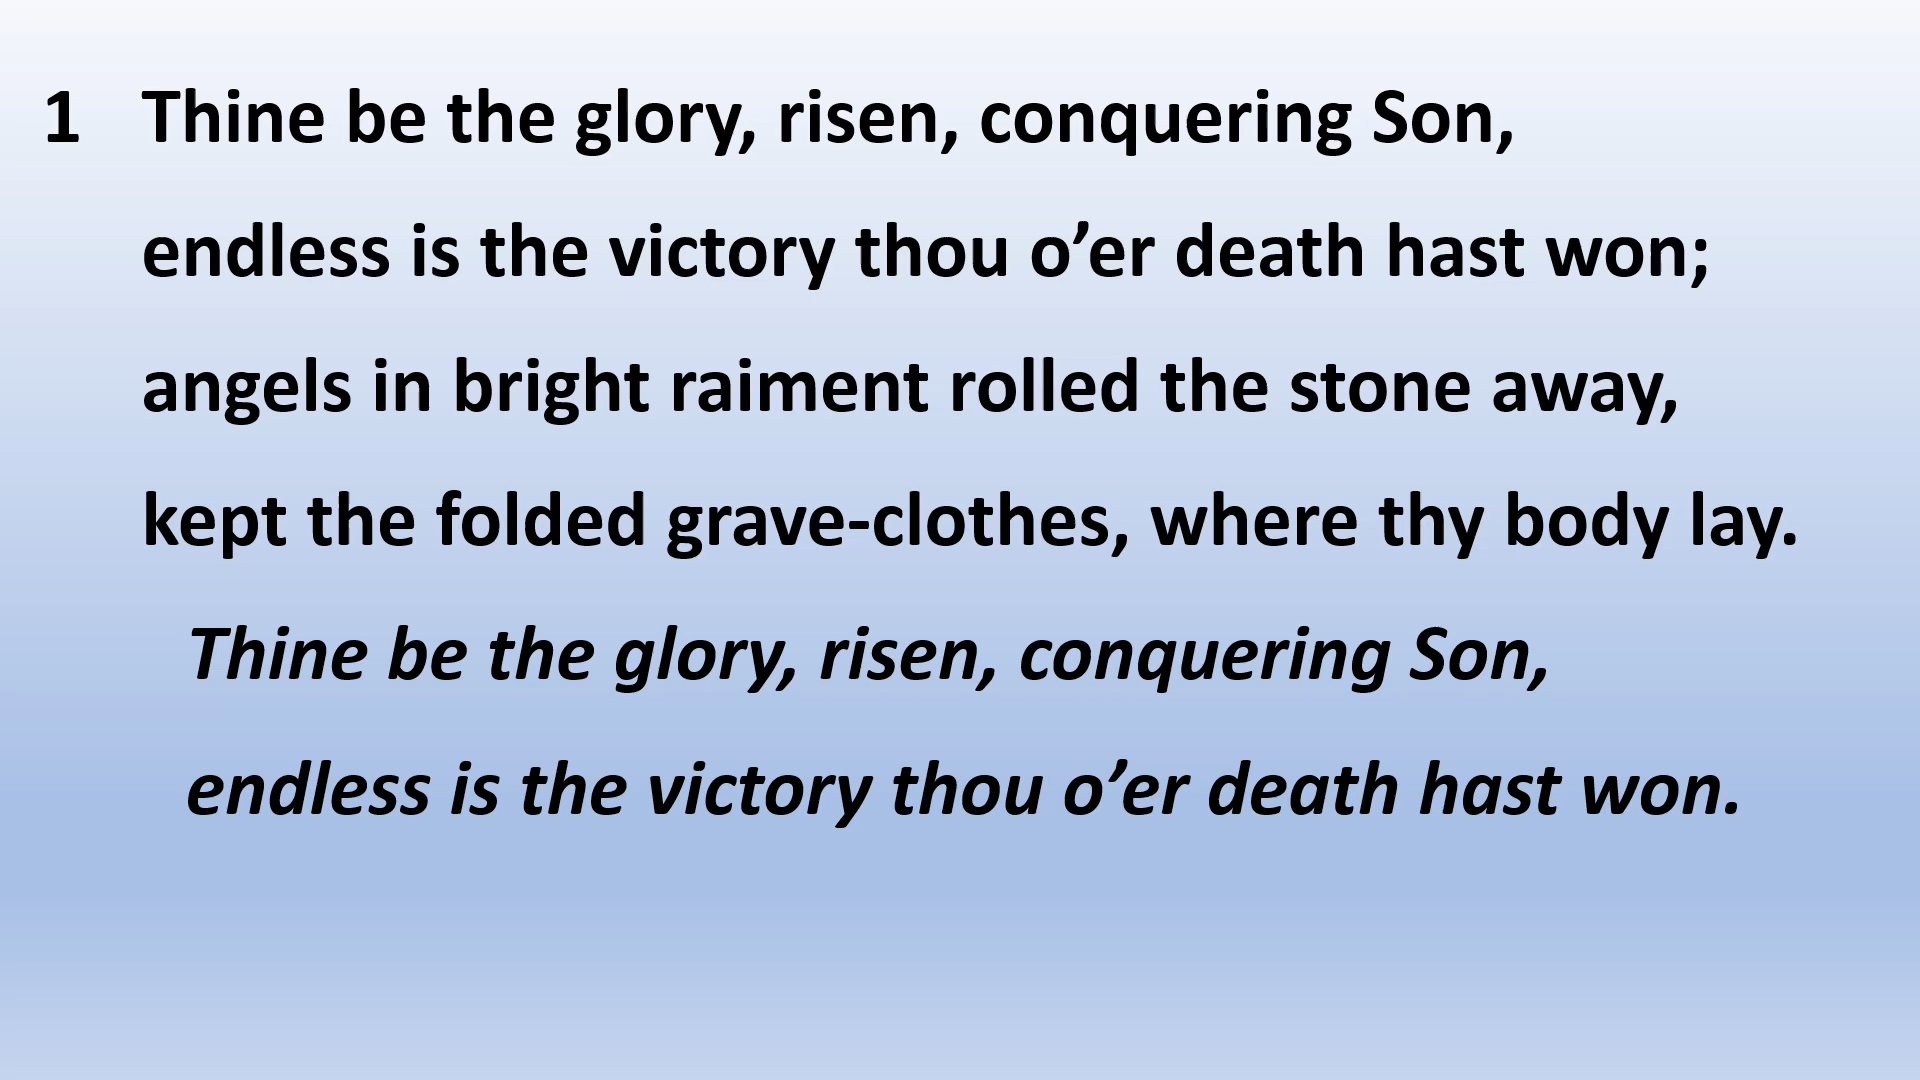 1 Thine be the glory, risen, conquering Son,
endless is the victory thou o’er death hast won;
angels in bright raiment rolled the stone away,
kept the folded grave-clothes, where thy body lay.
Thine be the glory, risen, conquering Son,
endless is the victory thou o’er death hast won.